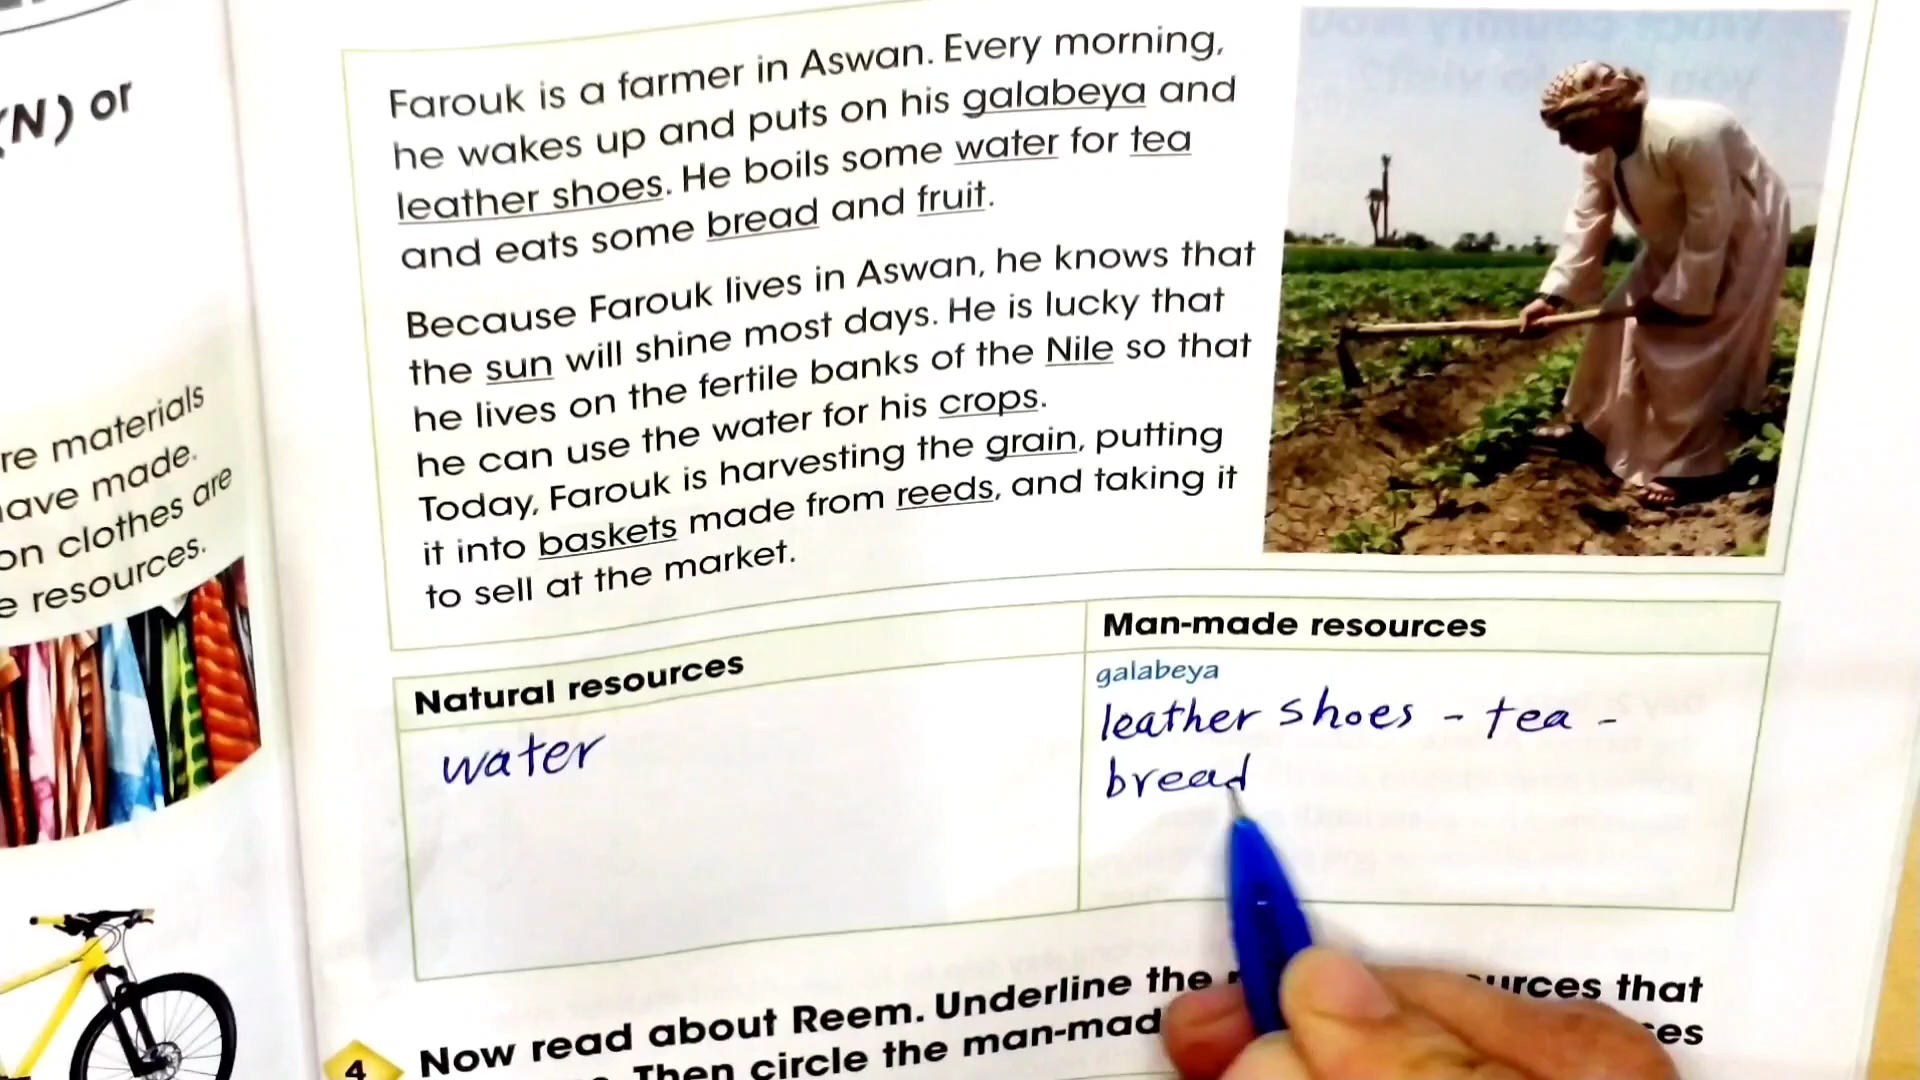 (N) or
re materials
have made.
on clothes are
e resources.
Farouk is a farmer in Aswan. Every morning,
he wakes up and puts on his galabeya and
leather shoes. He boils some water for tea
and eats some bread and fruit.
Because Farouk lives in Aswan, he knows that
the sun will shine most days. He is lucky that
he lives on the fertile banks of the Nile so that
he can use the water for his crops.
Today, Farouk is harvesting the grain, putting
it into baskets made from reeds, and taking it
to sell at the market.
Natural resources
water
Man-made resources
galabeya
leather shoes - tea -
bread
4 Now read about Reem. Underline the urces that
Then circle the man-mad es